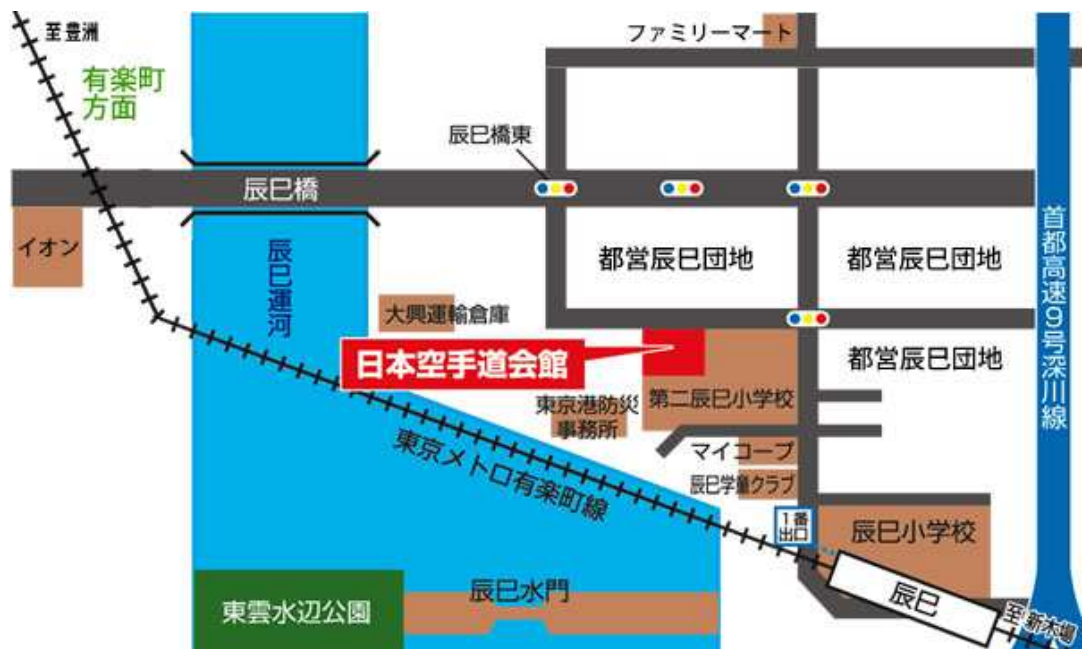 至豊洲
有楽町
方面
ファミリーマート
辰巳橋東
辰巳橋
イオン
辰巳運河
都営辰巳団地
都営辰巳団地
首都高速9号深川線
大興運輸倉庫
日本空手道会館
都営辰巳団地
東京港防災
事務所
第二辰巳小学校
マイコープ
東京メトロ有楽町線
辰巳学童クラブ
1番
出口
辰巳小学校
辰巳水門
東雲水辺公園
辰巳
至新木場